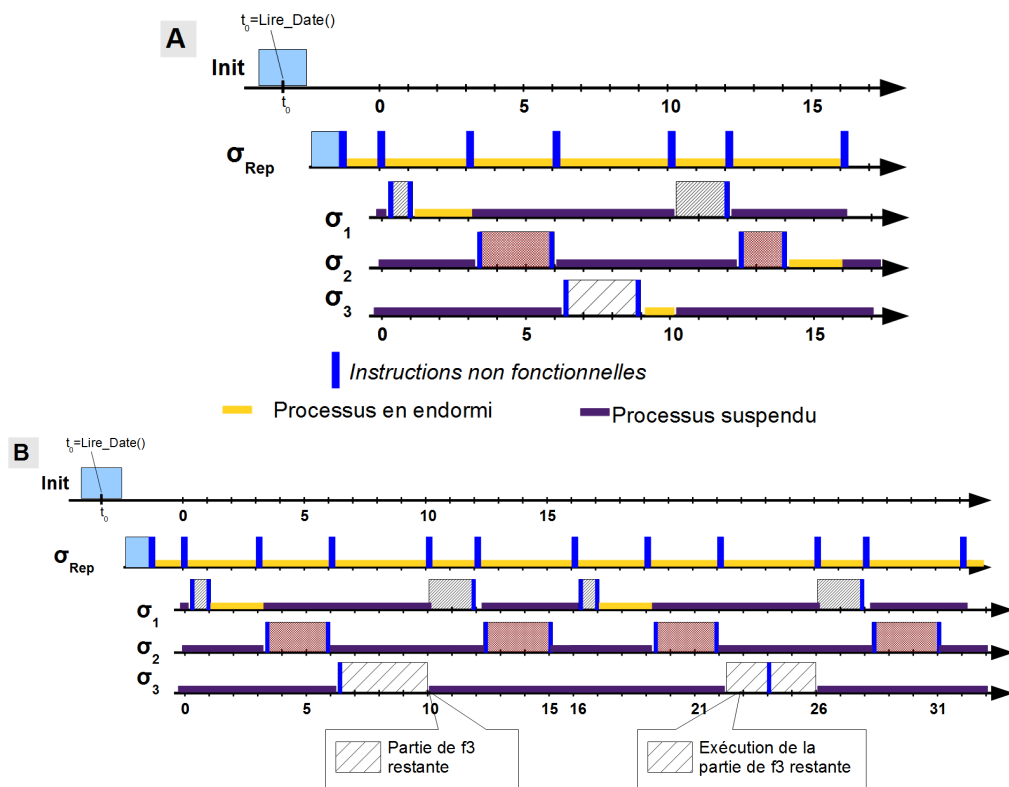 A
t0=Lire_Date()
Init
t0
0 5 10 15
σRep
σ1
σ2
σ3
0 5 10 15
Instructions non fonctionnelles
Processus en endormi
Processus suspendu
B
t0=Lire_Date()
Init
t0
0 5 10 15
σRep
σ1
σ2
σ3
0 5 10 15 16 21 26 31
Partie de f3
restante
Exécution de la
partie de f3 restante